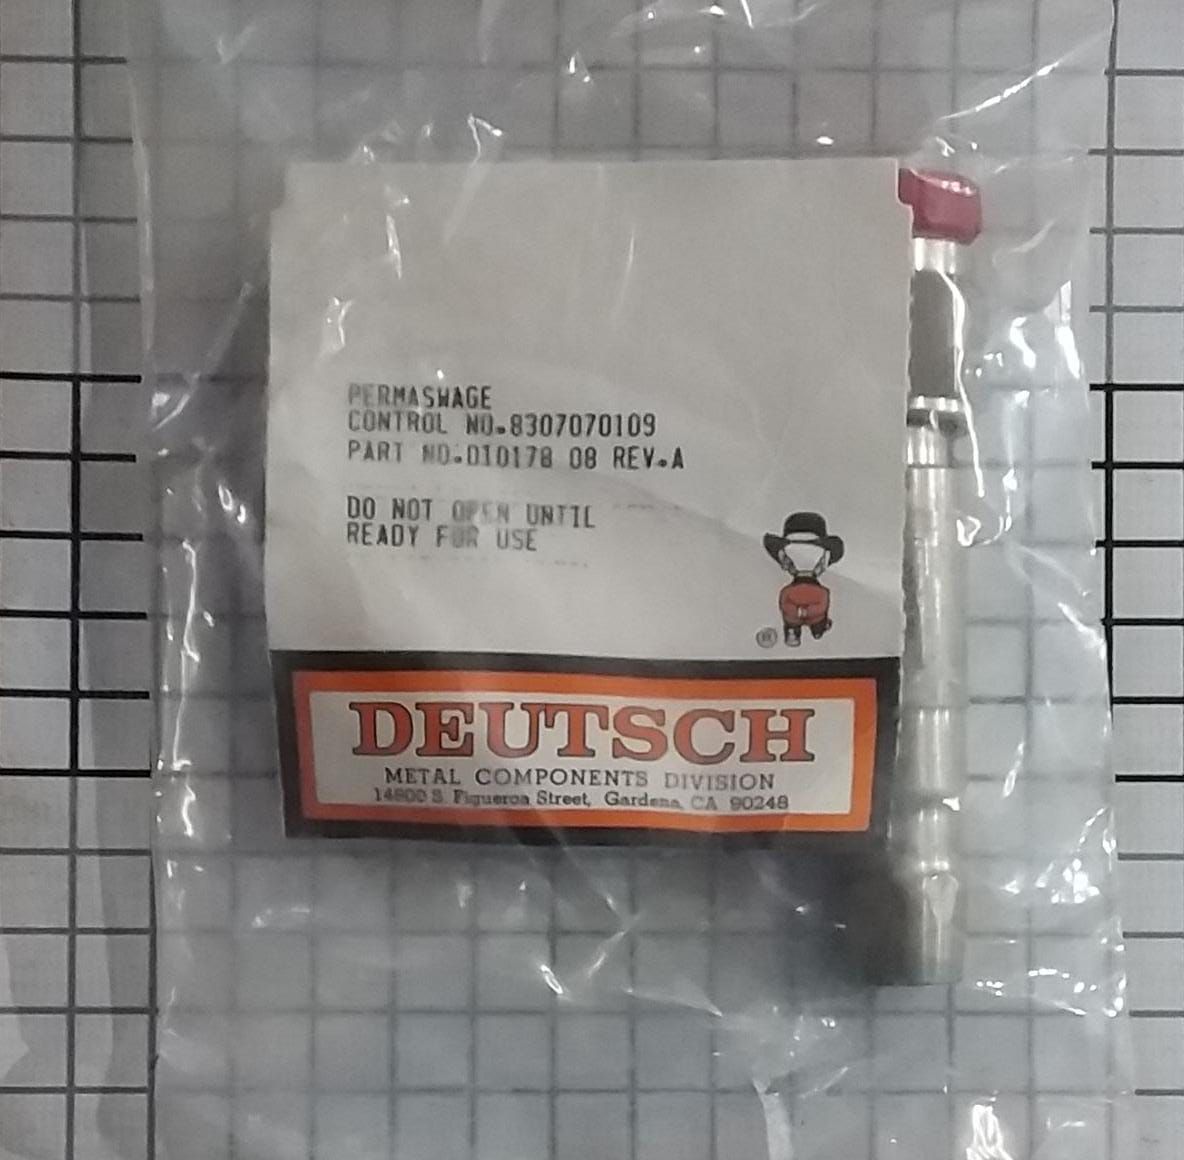 PERMASWAGE
CONTROL NO.8307070109
PART NO.D10178 08 REV.A
DO NOT OPEN UNTIL
READY FOR USE
®
DEUTSCH
METAL COMPONENTS DIVISION
14800 S. Figueroa Street, Gardena, CA 90248